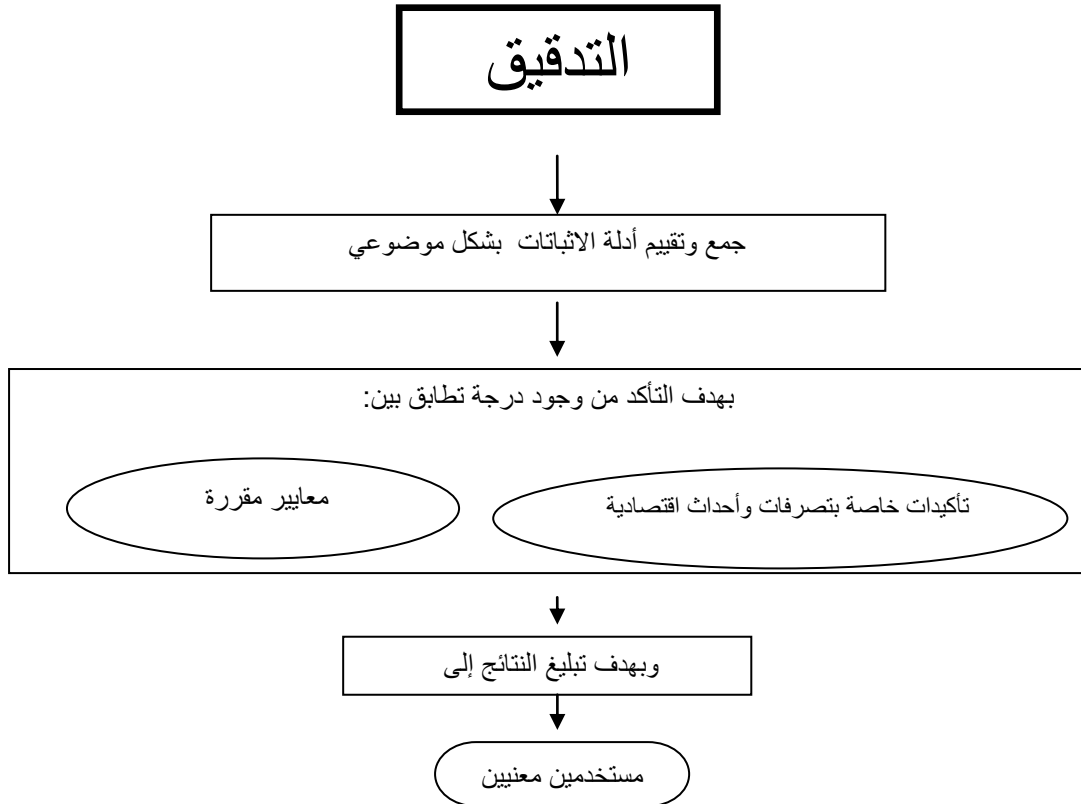 التدقيق
جمع وتقييم أدلة الاثباتات بشكل موضوعي
بهدف التأكد من وجود درجة تطابق بين:
تأكيدات خاصة بتصرفات وأحداث اقتصادية
معايير مقررة
وبهدف تبليغ النتائج إلى
مستخدمين معنيين